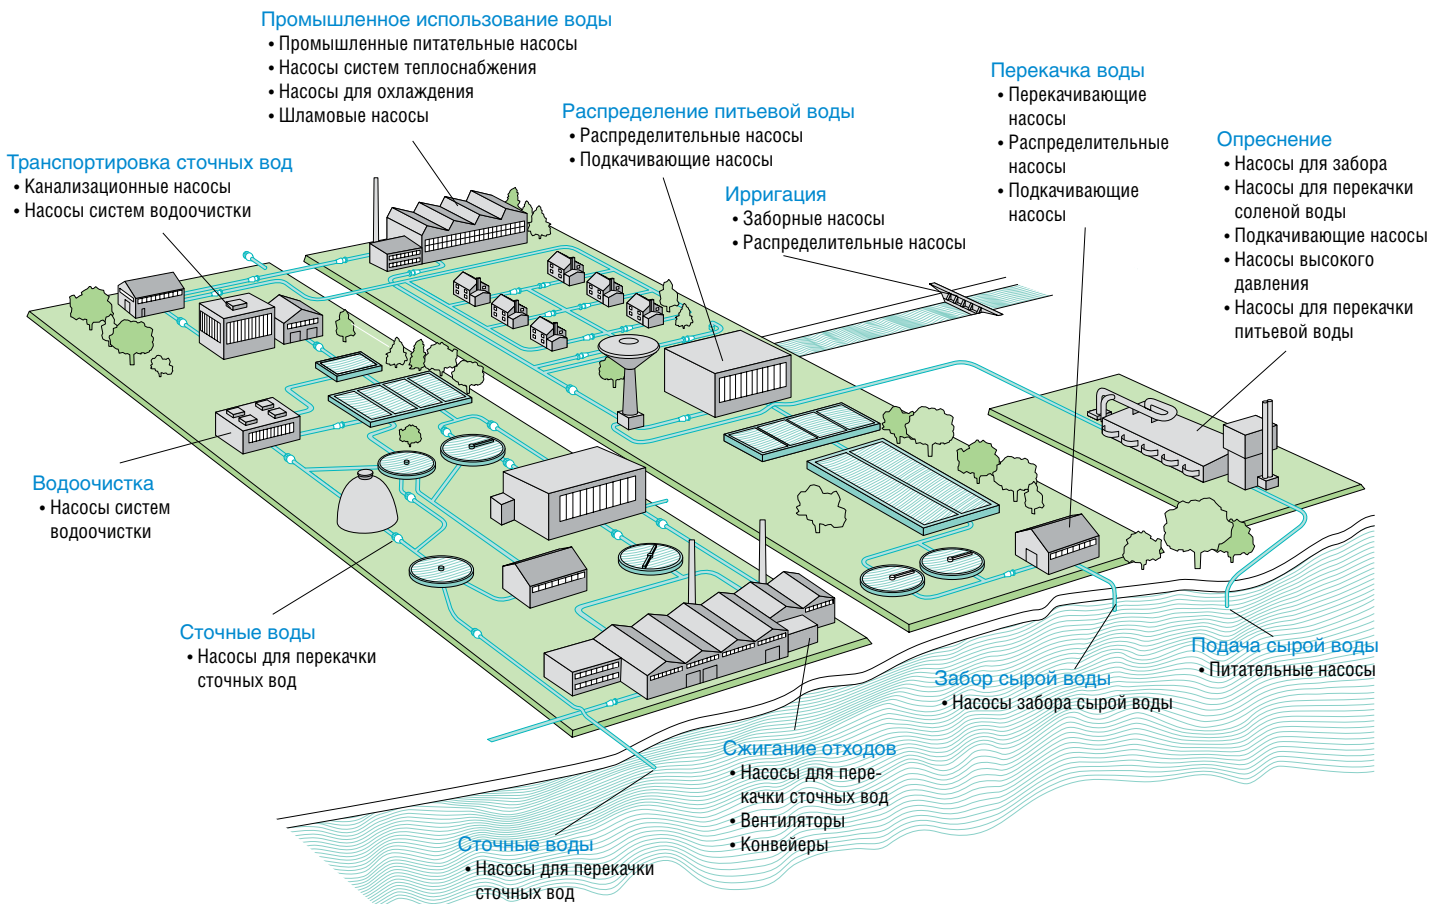 Промышленное использование воды
• Промышленные питательные насосы
• Насосы систем теплоснабжения
• Насосы для охлаждения
• Шламовые насосы
Распределение питьевой воды
• Распределительные насосы
• Подкачивающие насосы
Перекачка воды
• Перекачивающие
насосы
• Распределительные
насосы
• Подкачивающие
насосы
Опреснение
• Насосы для забора
• Насосы для перекачки
соленой воды
• Подкачивающие насосы
• Насосы высокого
давления
• Насосы для перекачки
питьевой воды
Транспортировка сточных вод
• Канализационные насосы
• Насосы систем водоочистки
Ирригация
• Заборные насосы
• Распределительные насосы
Водоочистка
• Насосы систем
водоочистки
Сточные воды
• Насосы для перекачки
сточных вод
Подача сырой воды
• Питательные насосы
Забор сырой воды
• Насосы забора сырой воды
Сжигание отходов
• Насосы для пере-
качки сточных вод
• Вентиляторы
• Конвейеры
Сточные воды
• Насосы для перекачки
сточных вод